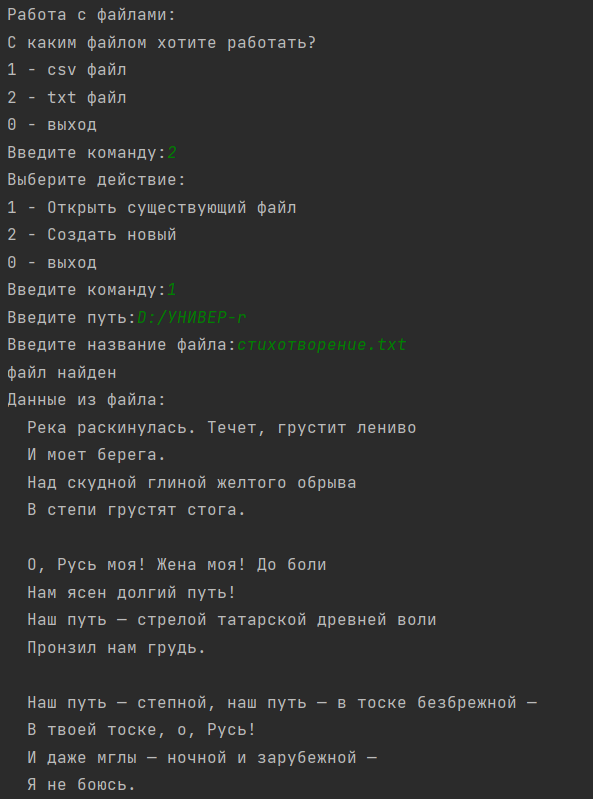 Работа с файлами:
С каким файлом хотите работать?
1 - csv файл
2 - txt файл
0 - выход
Введите команду:2
Выберите действие:
1 - Открыть существующий файл
2 - Создать новый
0 - выход
Введите команду:1
Введите путь:D:/УНИВЕР-r
Введите название файла:стихотворение.txt
файл найден
Данные из файла:
Река раскинулась. Течет, грустит лениво
И моет берега.
Над скудной глиной желтого обрыва
В степи грустят стога.
О, Русь моя! Жена моя! До боли
Нам ясен долгий путь!
Наш путь — стрелой татарской древней воли
Пронзил нам грудь.
Наш путь — степной, наш путь — в тоске безбрежной —
В твоей тоске, о, Русь!
И даже мглы — ночной и зарубежной —
Я не боюсь.